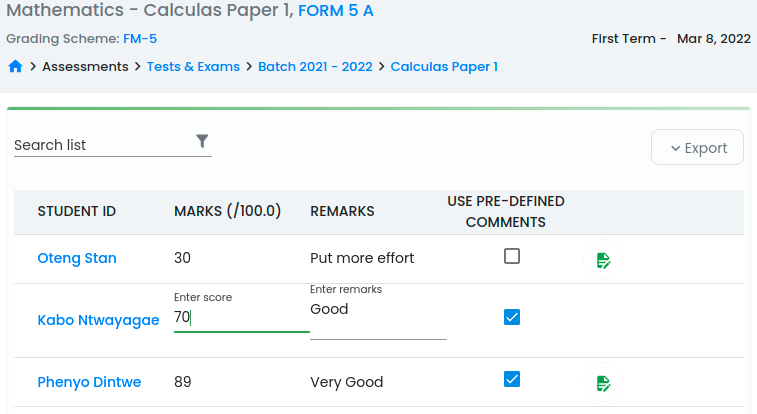 Mathematics - Calculas Paper 1, FORM 5 A
Grading Scheme: FM-5
First Term - Mar 8, 2022
Assessments > Tests & Exams > Batch 2021 - 2022 > Calculas Paper 1
Search list
Export
STUDENT ID MARKS (/100.0) REMARKS USE PRE-DEFINED COMMENTS
Oteng Stan 30 Put more effort
Enter score Enter remarks
Kabo Ntwayagae 70 Good
Phenyo Dintwe 89 Very Good